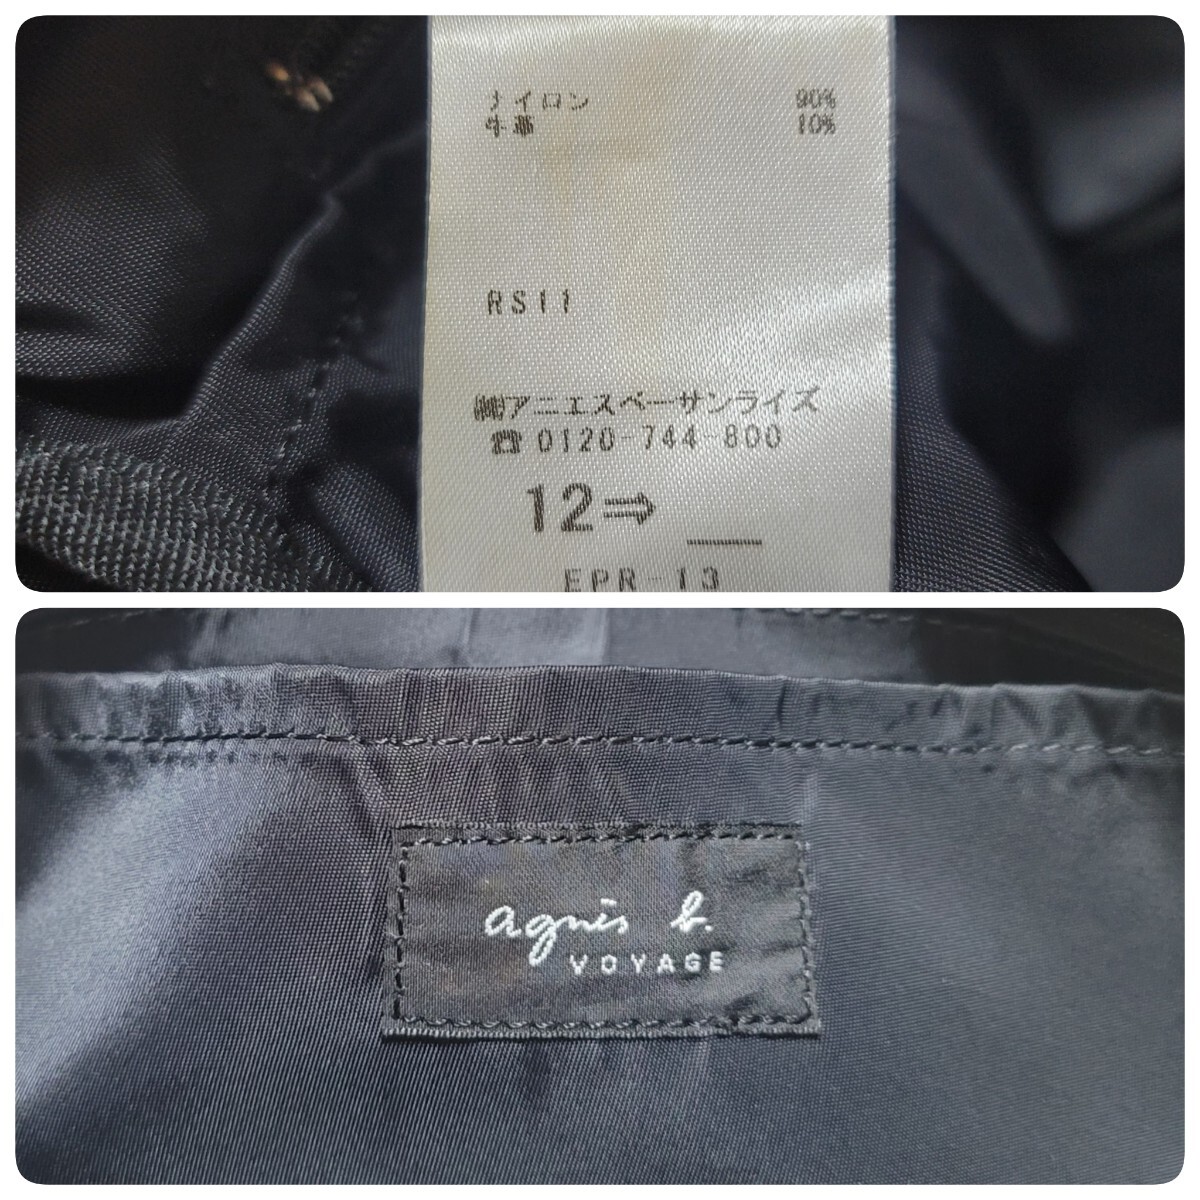 ナイロン 90%
牛革 10%
RS11
㈱アニエスベーサンライズ
☎0120-744-800
12⇒
EPR-13
agnès b.
VOYAGE